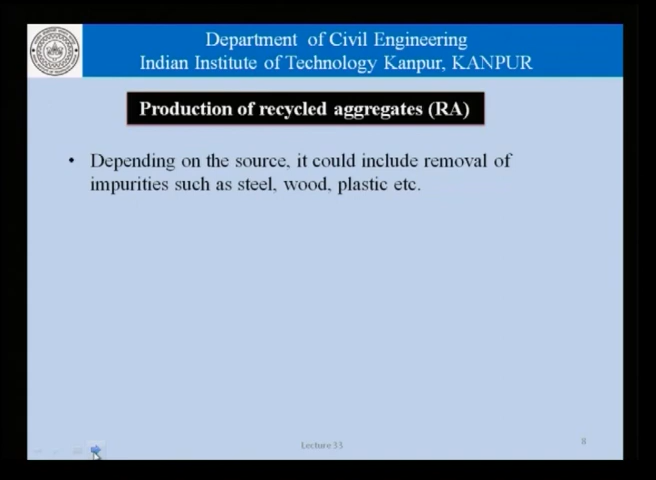 Department of Civil Engineering
Indian Institute of Technology Kanpur, KANPUR
Production of recycled aggregates (RA)
• Depending on the source, it could include removal of
impurities such as steel, wood, plastic etc.
Lecture 33
8